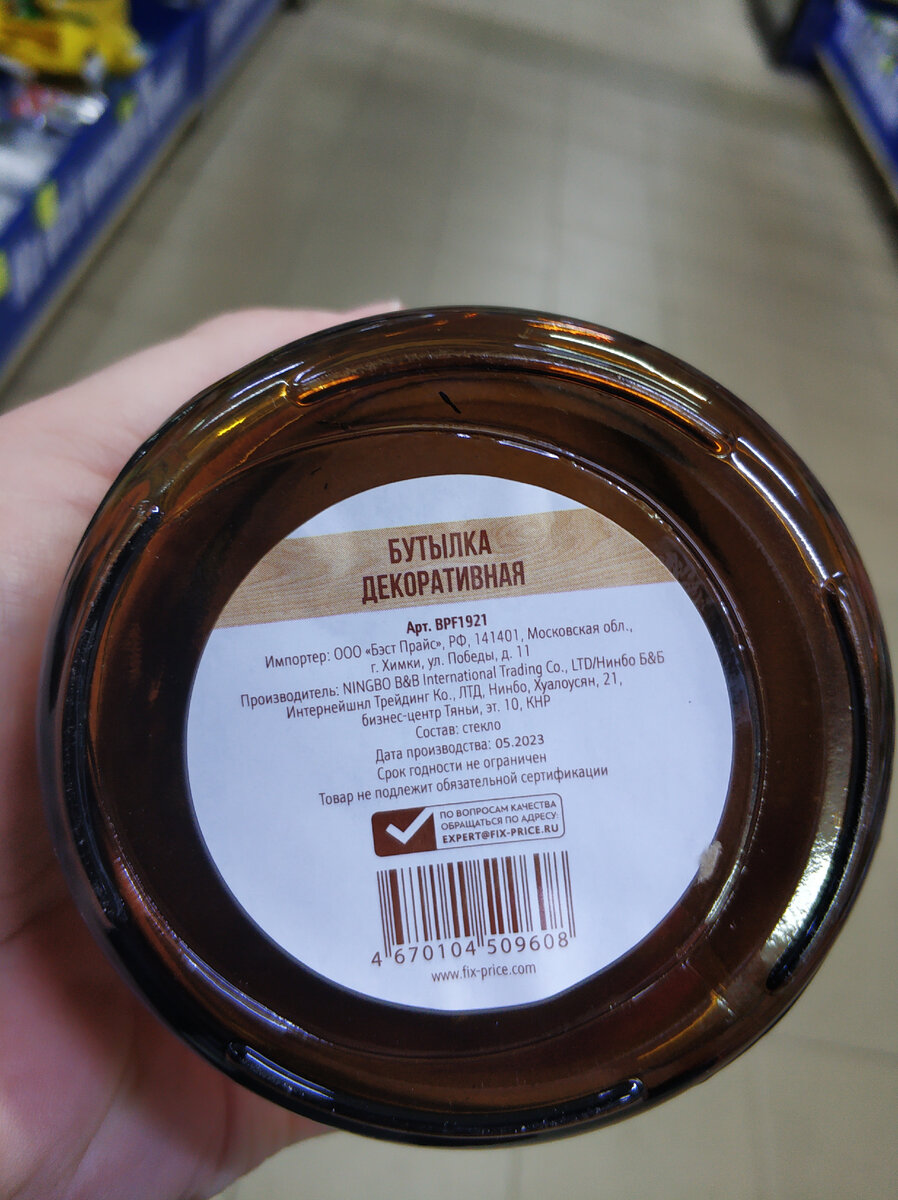 БУТЫЛКА
ДЕКОРАТИВНАЯ
Арт. BPF1921
Импортер: ООО «Бэст Прайс», РФ, 141401, Московская обл.,
г. Химки, ул. Победы, д. 11
Производитель: NINGBO B&B International Trading Co., LTD/Нинбо Б&Б
Интернейшнл Трейдинг Ко., ЛТД, Нинбо, Хуалоусян, 21,
бизнес-центр Тяньи, эт. 10, КНР
Состав: стекло
Дата производства: 05.2023
Срок годности не ограничен
Товар не подлежит обязательной сертификации
ПО ВОПРОСАМ КАЧЕСТВА
ОБРАЩАТЬСЯ ПО АДРЕСУ:
EXPERT@FIX-PRICE.RU
4 670104 509608
www.fix-price.com